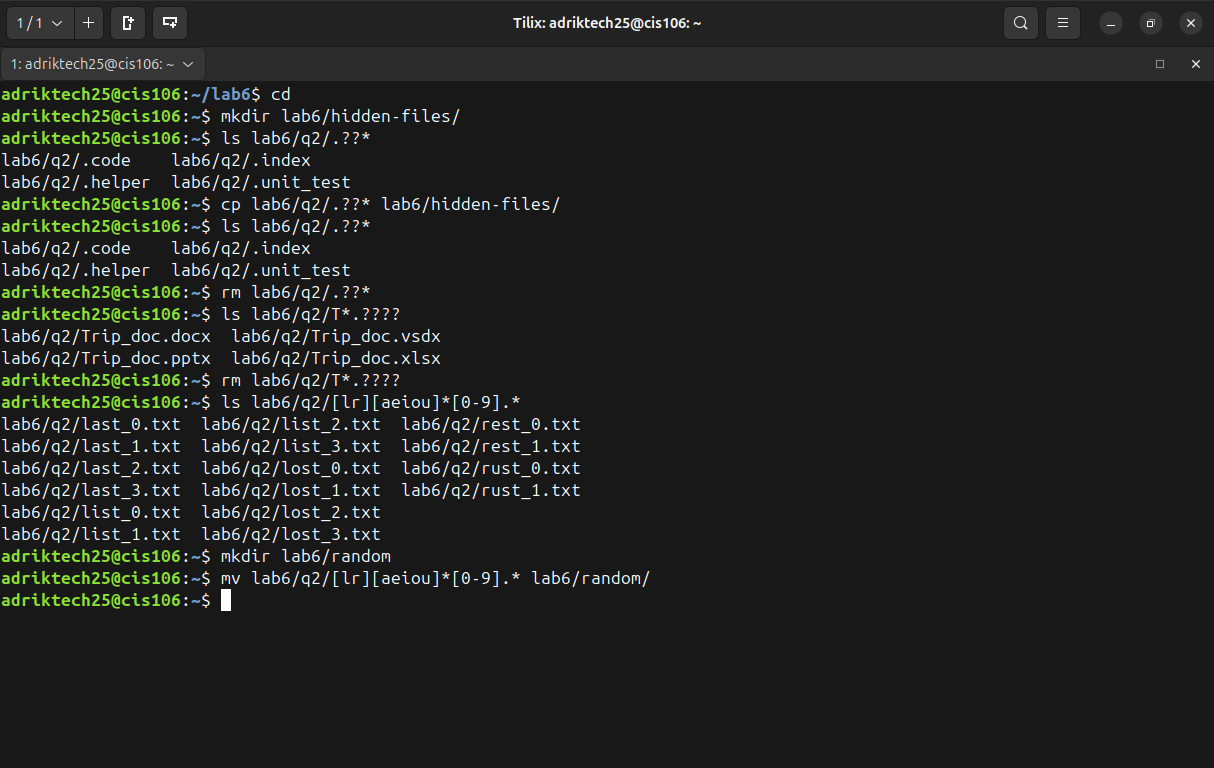 1 / 1
Tilix: adriktech25@cis106: ~
1: adriktech25@cis106: ~
adriktech25@cis106:~/lab6$ cd
adriktech25@cis106:~$ mkdir lab6/hidden-files/
adriktech25@cis106:~$ ls lab6/q2/.??*
lab6/q2/.code    lab6/q2/.index
lab6/q2/.helper  lab6/q2/.unit_test
adriktech25@cis106:~$ cp lab6/q2/.??* lab6/hidden-files/
adriktech25@cis106:~$ ls lab6/q2/.??*
lab6/q2/.code    lab6/q2/.index
lab6/q2/.helper  lab6/q2/.unit_test
adriktech25@cis106:~$ rm lab6/q2/.??*
adriktech25@cis106:~$ ls lab6/q2/T*.????
lab6/q2/Trip_doc.docx  lab6/q2/Trip_doc.vsdx
lab6/q2/Trip_doc.pptx  lab6/q2/Trip_doc.xlsx
adriktech25@cis106:~$ rm lab6/q2/T*.????
adriktech25@cis106:~$ ls lab6/q2/[lr][aeiou]*[0-9].*
lab6/q2/last_0.txt  lab6/q2/list_2.txt  lab6/q2/rest_0.txt
lab6/q2/last_1.txt  lab6/q2/list_3.txt  lab6/q2/rest_1.txt
lab6/q2/last_2.txt  lab6/q2/lost_0.txt  lab6/q2/rust_0.txt
lab6/q2/last_3.txt  lab6/q2/lost_1.txt  lab6/q2/rust_1.txt
lab6/q2/list_0.txt  lab6/q2/lost_2.txt
lab6/q2/list_1.txt  lab6/q2/lost_3.txt
adriktech25@cis106:~$ mkdir lab6/random
adriktech25@cis106:~$ mv lab6/q2/[lr][aeiou]*[0-9].* lab6/random/
adriktech25@cis106:~$